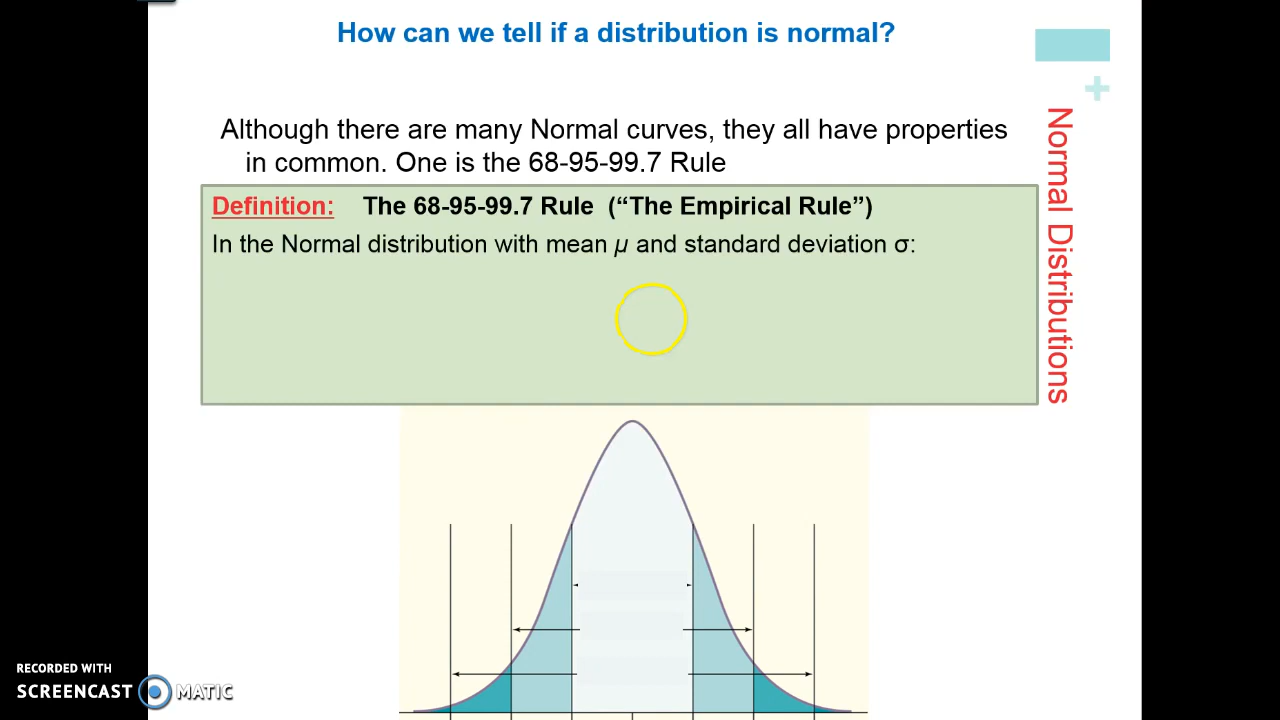 How can we tell if a distribution is normal?
Although there are many Normal curves, they all have properties
in common. One is the 68-95-99.7 Rule
Definition: The 68-95-99.7 Rule (“The Empirical Rule”)
In the Normal distribution with mean µ and standard deviation σ:
+
Normal Distributions
RECORDED WITH
SCREENCAST MATIC